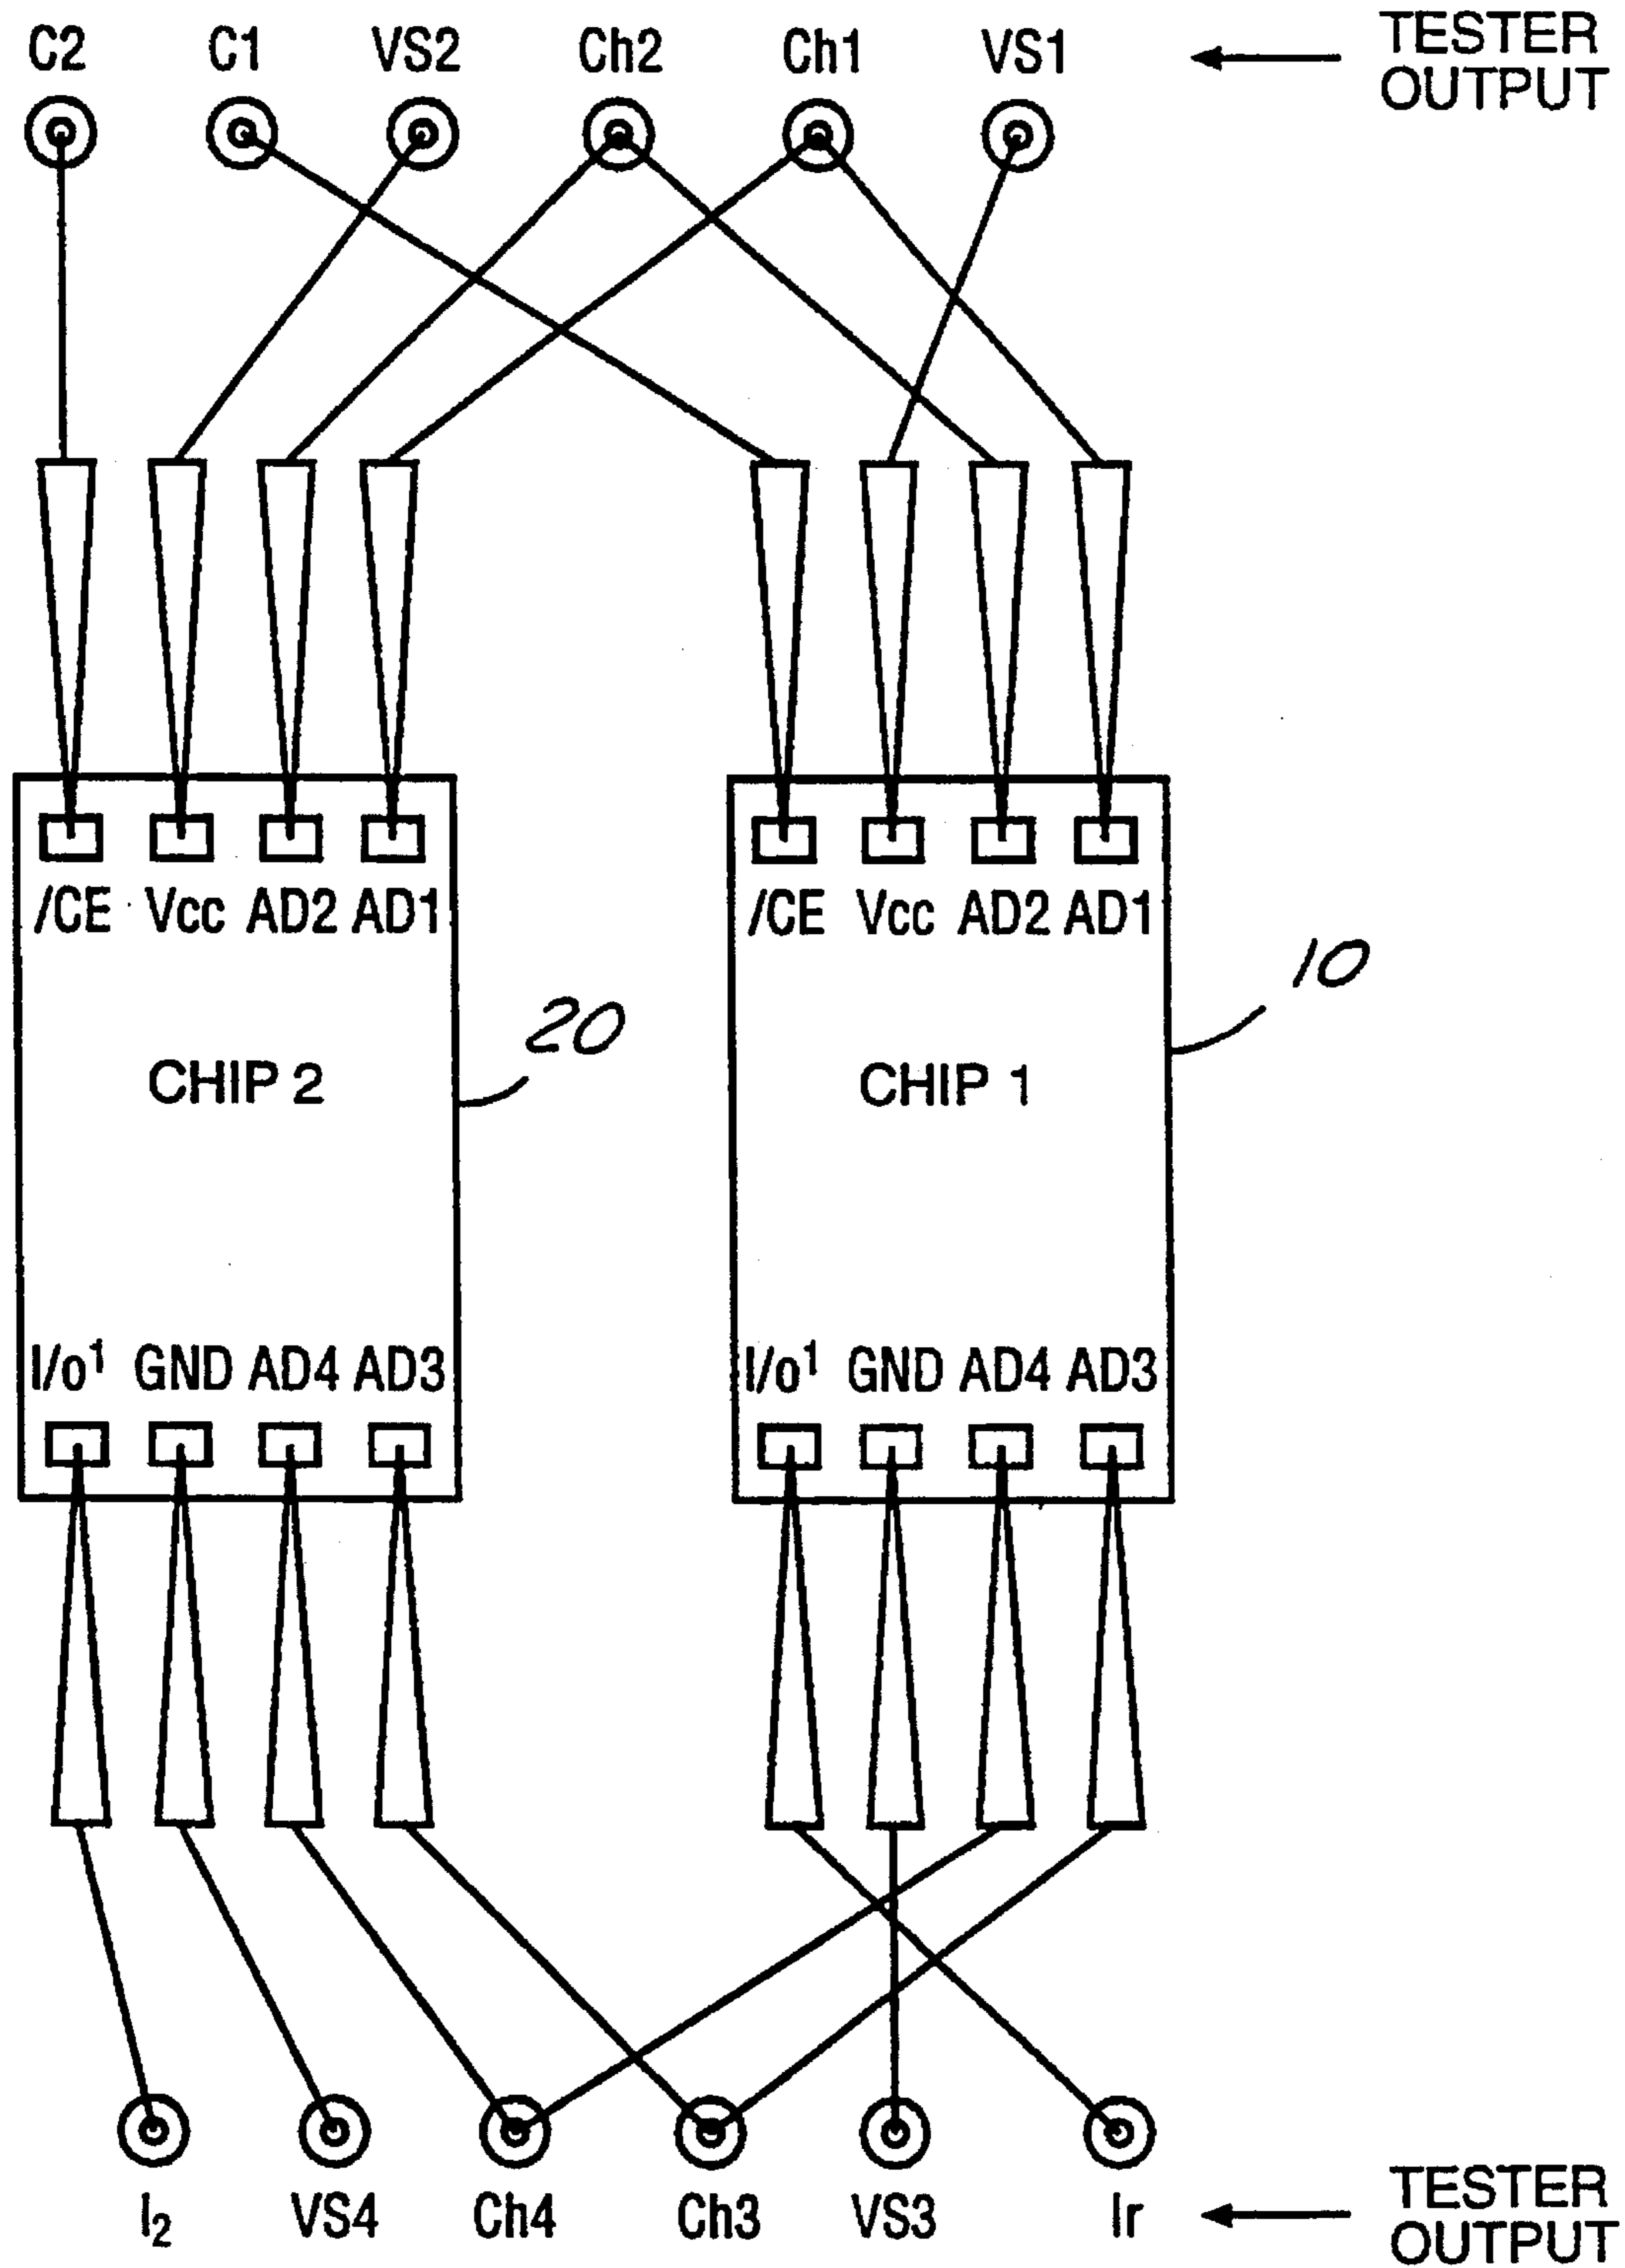 C2 C1 VS2 Ch2 Ch1 VS1 TESTER
OUTPUT
/CE Vcc AD2 AD1 /CE Vcc AD2 AD1
10
20
CHIP 2 CHIP 1
I/o¹ GND AD4 AD3 I/o¹ GND AD4 AD3
I₂ VS4 Ch4 Ch3 VS3 Ir TESTER
OUTPUT